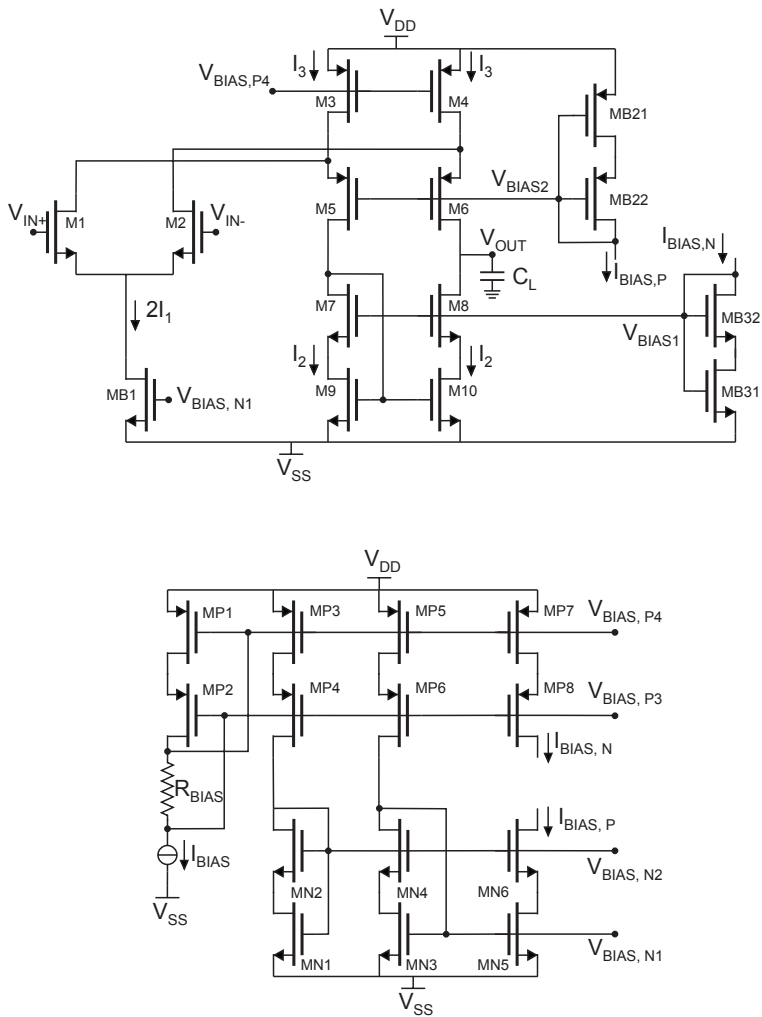 V_DD
I_3
I_3
V_BIAS,P4
M3
M4
MB21
V_BIAS2
MB22
V_IN+
M1
M2
V_IN-
M5
M6
V_OUT
I_BIAS,N
I_BIAS,P
C_L
2I_1
M7
M8
MB32
V_BIAS1
I_2
I_2
MB1
V_BIAS, N1
M9
M10
MB31
V_SS
V_DD
MP1
MP3
MP5
MP7
V_BIAS, P4
MP2
MP4
MP6
MP8
V_BIAS, P3
I_BIAS, N
R_BIAS
I_BIAS, P
I_BIAS
V_BIAS, N2
MN2
MN4
MN6
V_SS
V_BIAS, N1
MN1
MN3
MN5
V_SS